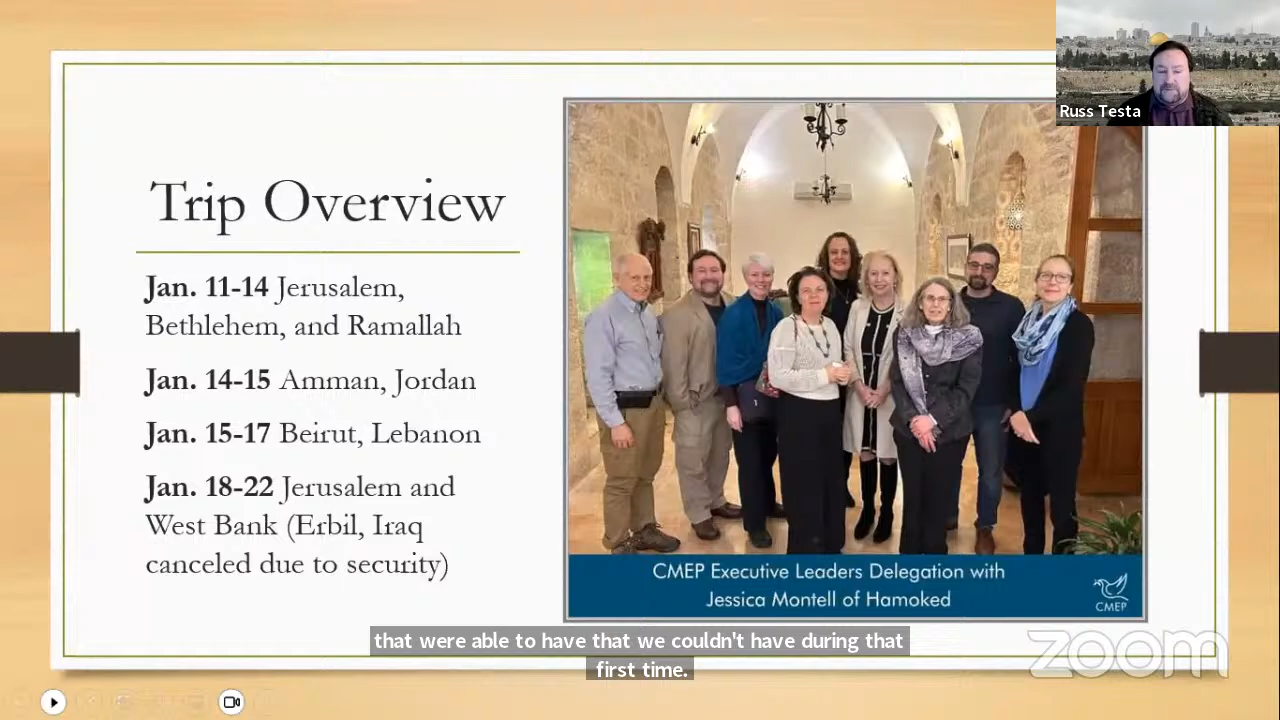 Russ Testa
Trip Overview
Jan. 11-14 Jerusalem,
Bethlehem, and Ramallah
Jan. 14-15 Amman, Jordan
Jan. 15-17 Beirut, Lebanon
Jan. 18-22 Jerusalem and
West Bank (Erbil, Iraq
canceled due to security)
CMEP Executive Leaders Delegation with
Jessica Montell of Hamoked
CMEP
that were able to have that we couldn't have during that
first time.
zoom